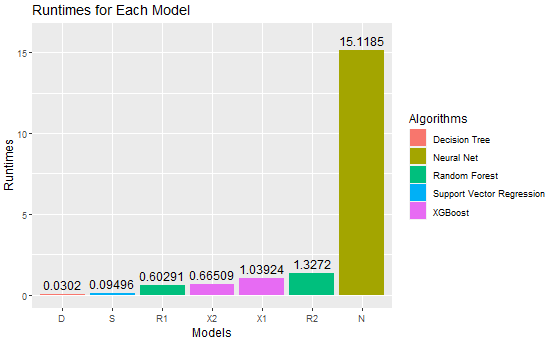 Runtimes for Each Model
15.1185
15
10
5
0
Runtimes
0.0302
0.09496
0.60291
0.66509
1.03924
1.3272
D
S
R1
X2
X1
R2
N
Models
Algorithms
Decision Tree
Neural Net
Random Forest
Support Vector Regression
XGBoost